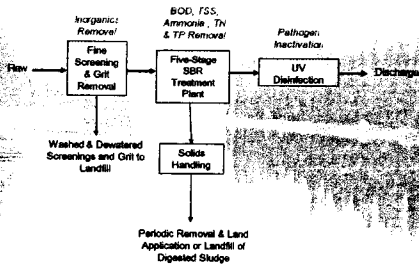 Inorganics
Removal
BOD, TSS,
Ammonia, TN
& TP Removal
Pathogen
Inactivation
Raw
Fine
Screening
& Grit
Removal
Five-Stage
SBR
Treatment
Plant
UV
Disinfection
Discharge
Washed & Dewatered
Screenings and Grit to
Landfill
Solids
Handling
Periodic Removal & Land
Application or Landfill of
Digested Sludge